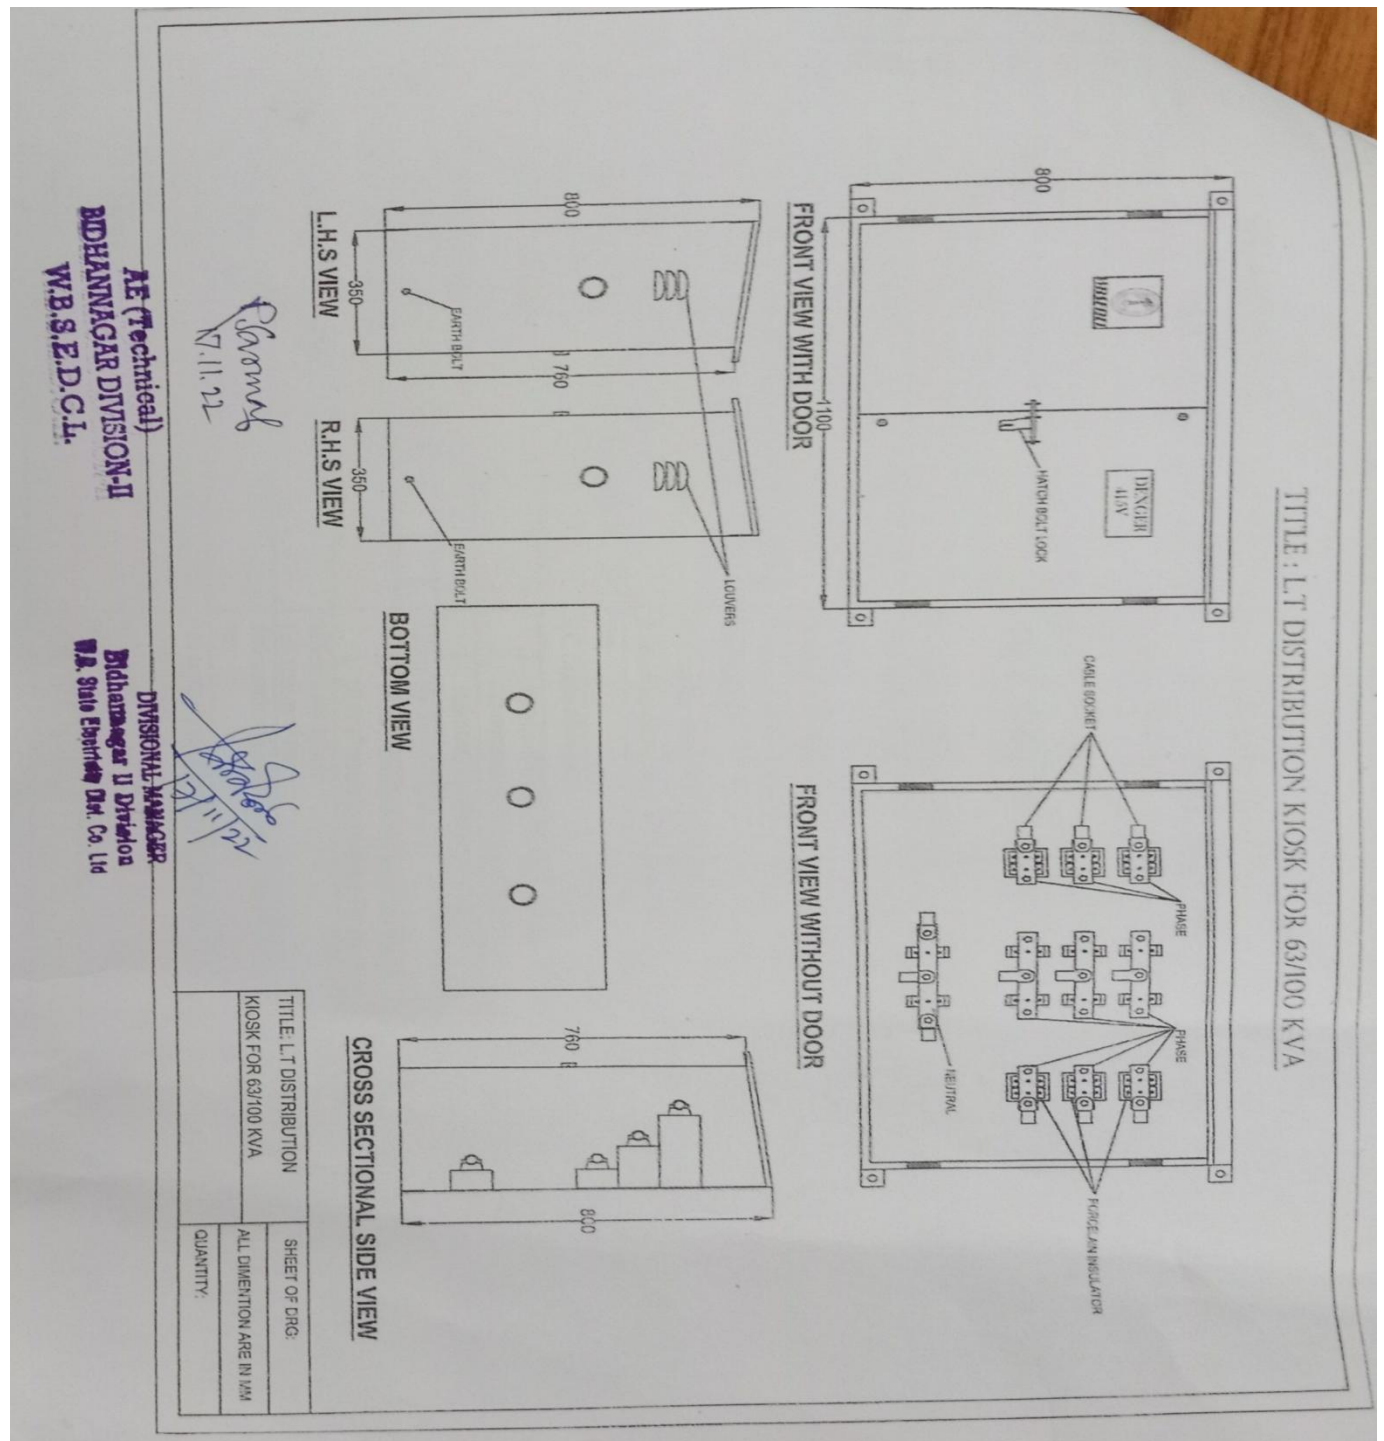 TITLE : L.T DISTRIBUTION KIOSK FOR 63/100 KVA
800
DENGER
415V
HATCH BOLT LOCK
1100
FRONT VIEW WITH DOOR
CABLE SOCKET
PHASE
PHASE
NEUTRAL
PORCELAIN INSULATOR
FRONT VIEW WITHOUT DOOR
800
760
350
EARTH BOLT
L.H.S VIEW
LOUVERS
350
EARTH BOLT
R.H.S VIEW
BOTTOM VIEW
760
800
CROSS SECTIONAL SIDE VIEW
TITLE: L.T DISTRIBUTION
KIOSK FOR 63/100 KVA
SHEET OF DRG:
ALL DIMENTION ARE IN MM
QUANTITY:
17.11.22
AE (Technical)
BIDHANNAGAR DIVISION-II
W.B.S.E.D.C.L.
17/11/22
DIVISIONAL MANAGER
Bidhannagar II Division
W.B. State Electricity Dist. Co. Ltd